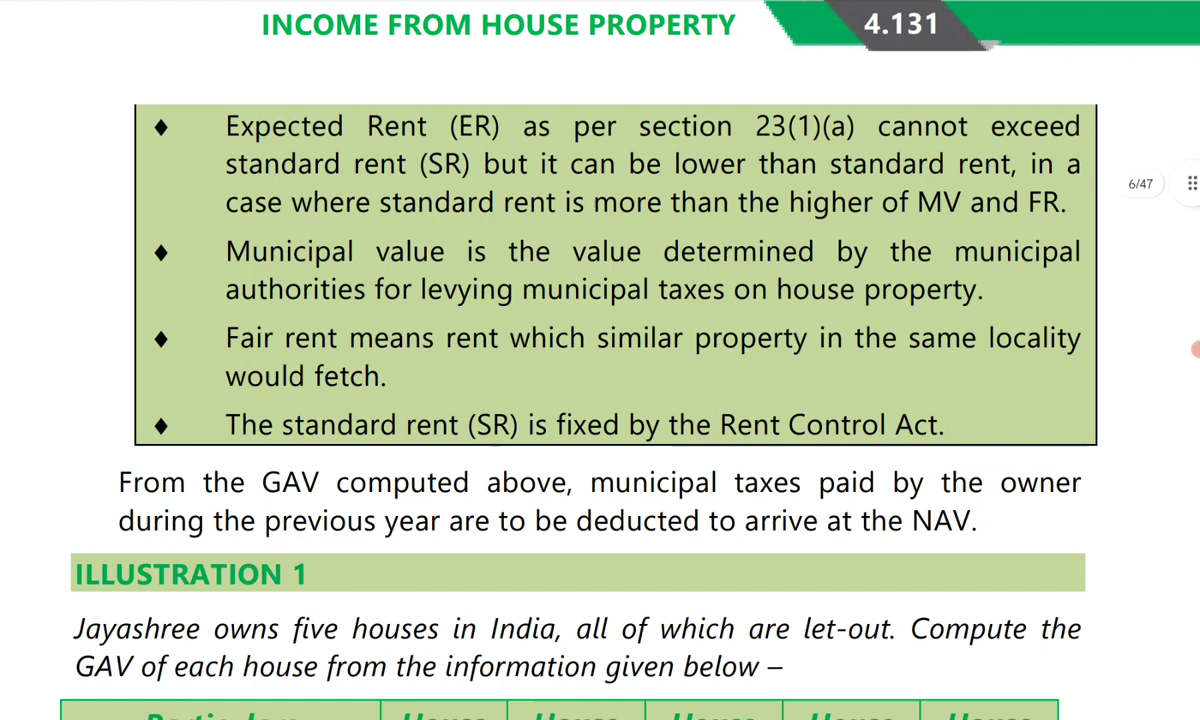 INCOME FROM HOUSE PROPERTY 4.131
♦ Expected Rent (ER) as per section 23(1)(a) cannot exceed
standard rent (SR) but it can be lower than standard rent, in a
case where standard rent is more than the higher of MV and FR.
6/47
♦ Municipal value is the value determined by the municipal
authorities for levying municipal taxes on house property.
♦ Fair rent means rent which similar property in the same locality
would fetch.
♦ The standard rent (SR) is fixed by the Rent Control Act.
From the GAV computed above, municipal taxes paid by the owner
during the previous year are to be deducted to arrive at the NAV.
ILLUSTRATION 1
Jayashree owns five houses in India, all of which are let-out. Compute the
GAV of each house from the information given below –
Particulars House House House House House